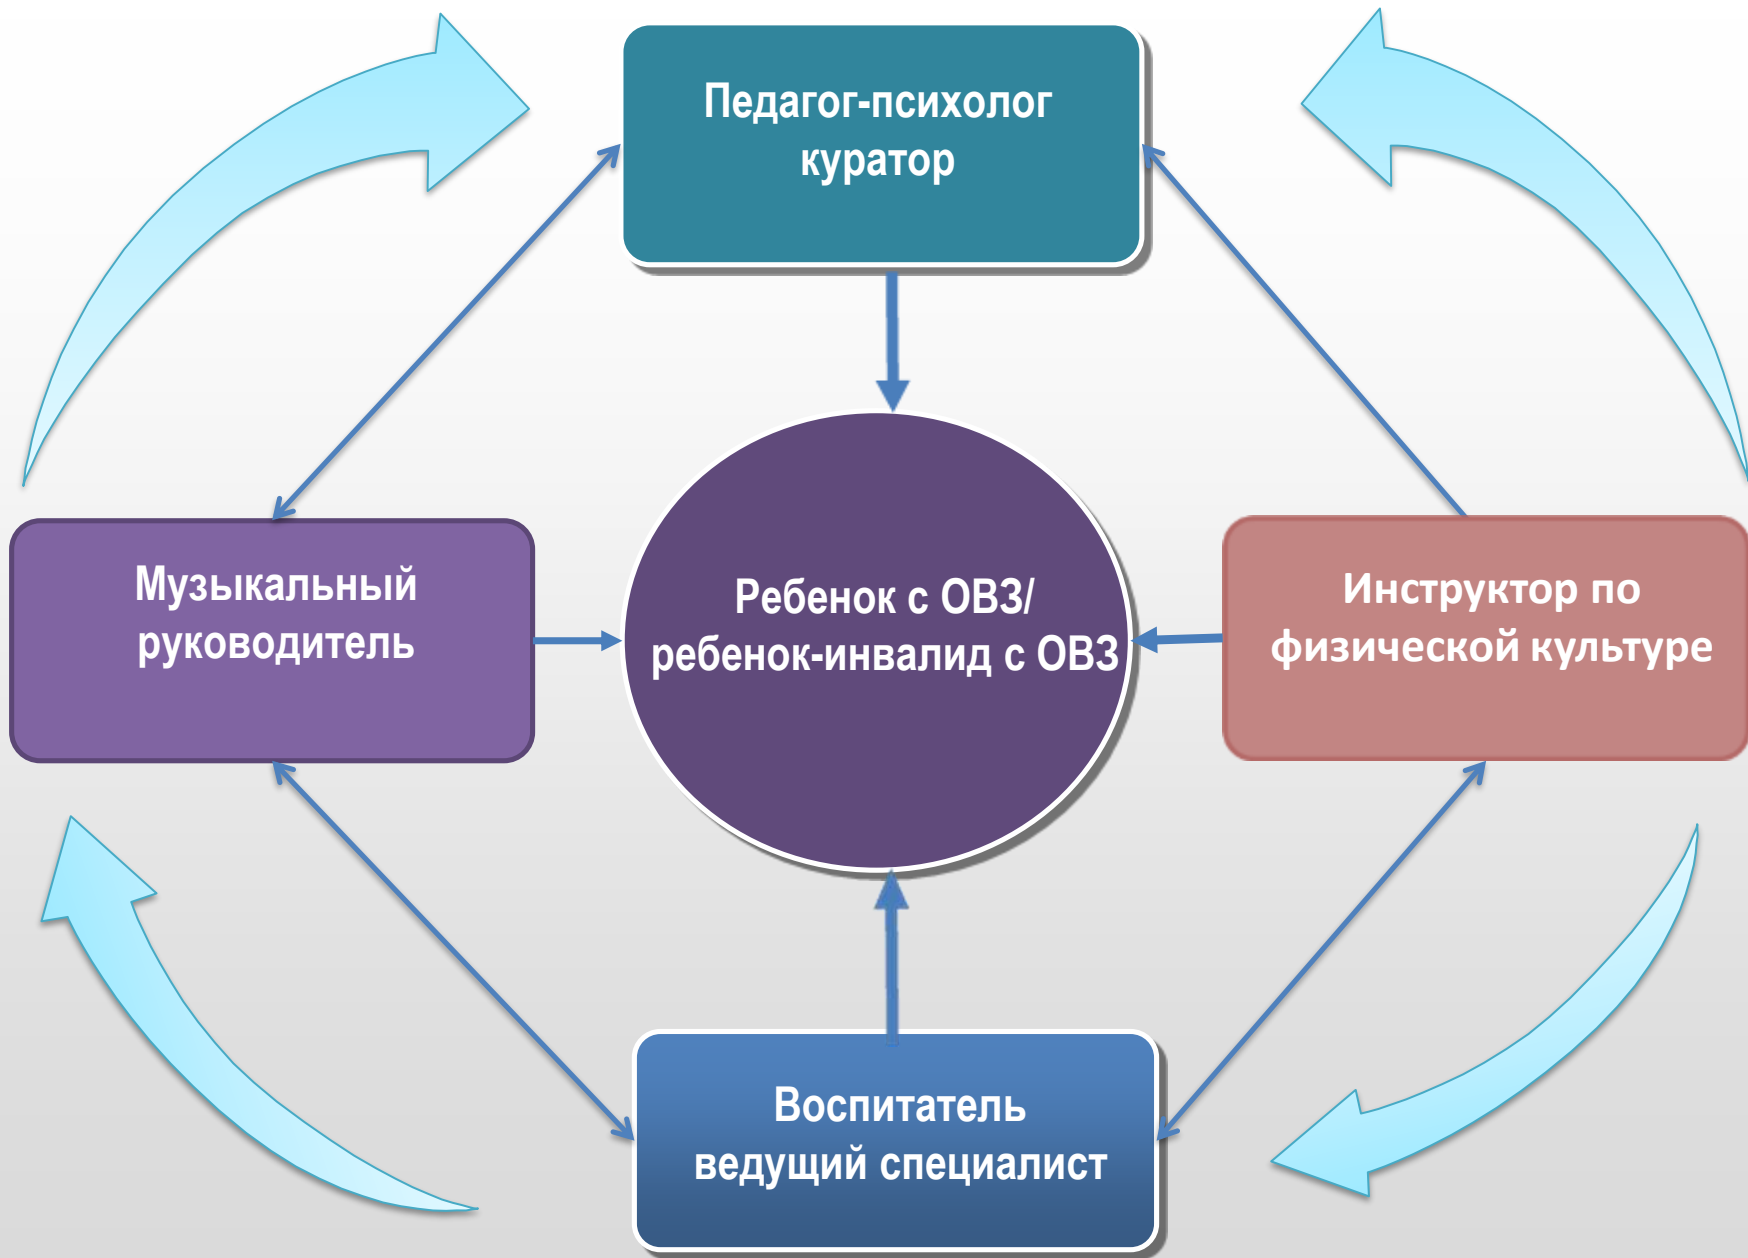 Педагог-психолог
куратор
Музыкальный
руководитель
Ребенок с ОВЗ/
ребенок-инвалид с ОВЗ
Инструктор по
физической культуре
Воспитатель
ведущий специалист